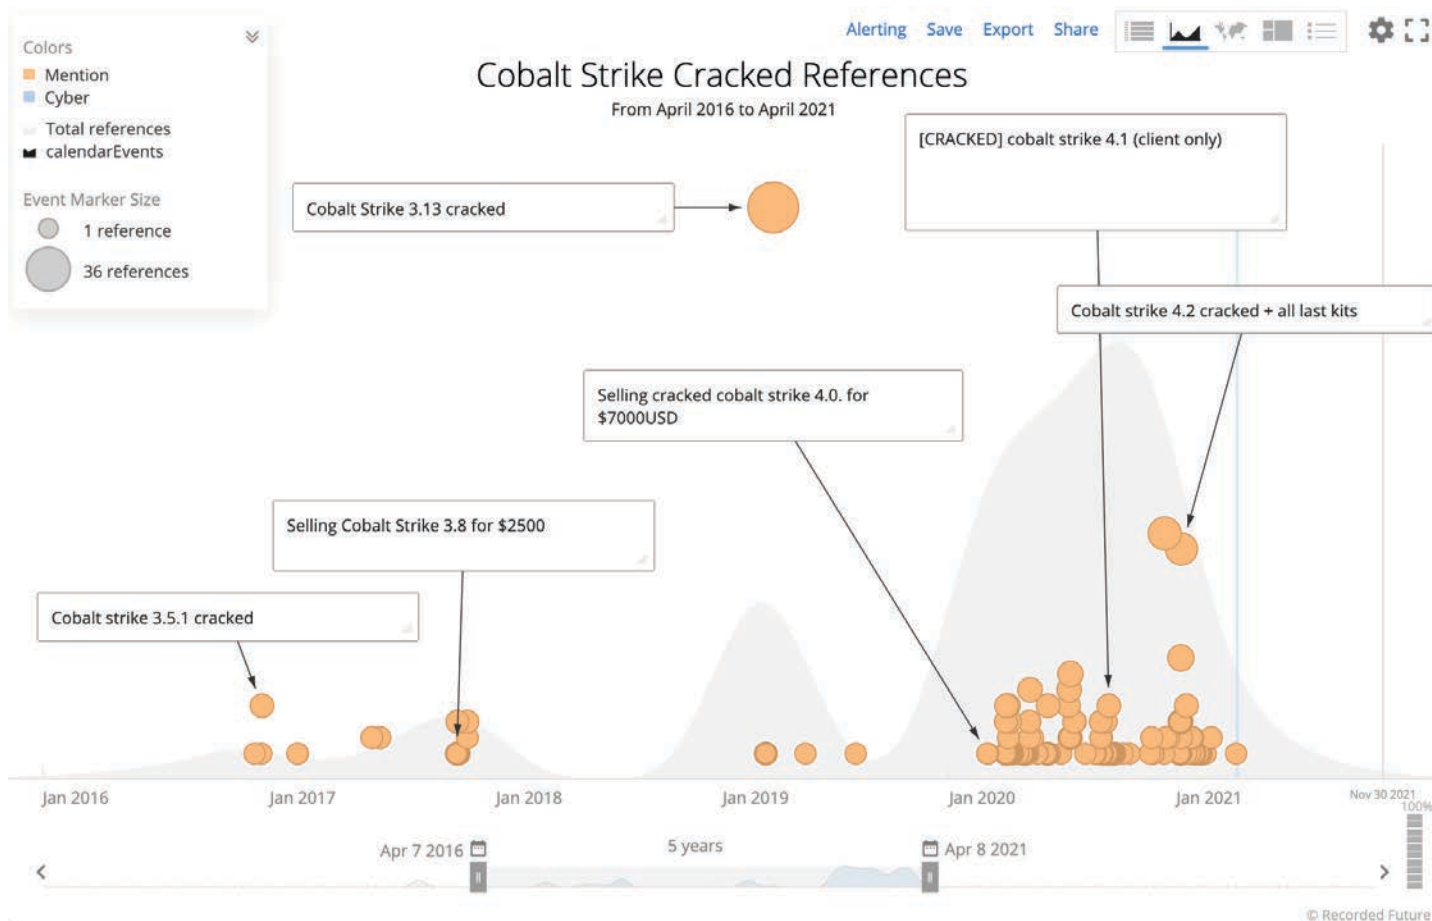 Alerting Save Export Share
Colors
Mention
Cyber
Total references
calendarEvents
Event Marker Size
1 reference
36 references
Cobalt Strike Cracked References
From April 2016 to April 2021
[CRACKED] cobalt strike 4.1 (client only)
Cobalt Strike 3.13 cracked
Cobalt strike 4.2 cracked + all last kits
Selling cracked cobalt strike 4.0. for
$7000USD
Selling Cobalt Strike 3.8 for $2500
Cobalt strike 3.5.1 cracked
Jan 2016
Jan 2017
Jan 2018
Jan 2019
Jan 2020
Jan 2021
Nov 30 2021
100%
Apr 7 2016
5 years
Apr 8 2021
© Recorded Future